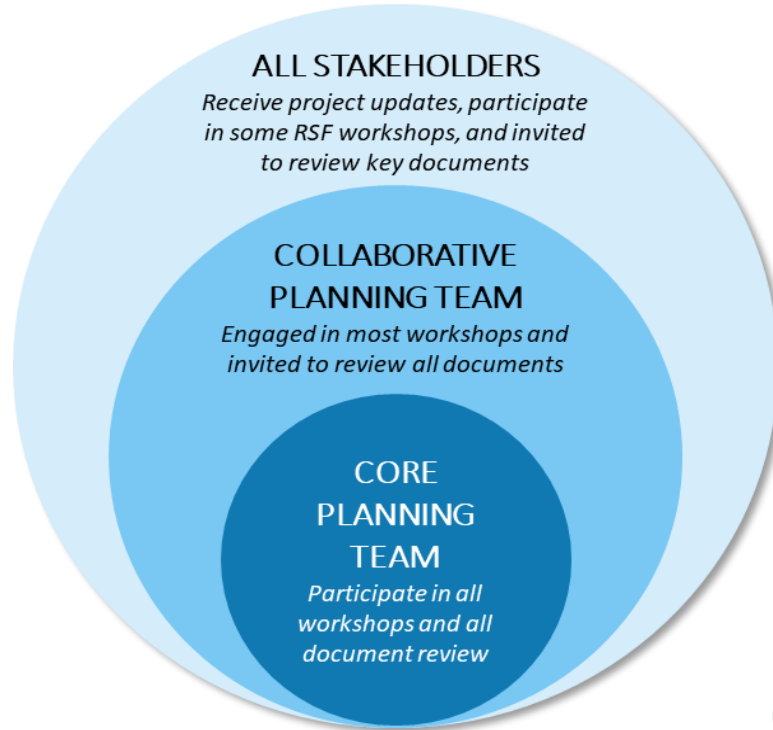 ALL STAKEHOLDERS
Receive project updates, participate
in some RSF workshops, and invited
to review key documents
COLLABORATIVE
PLANNING TEAM
Engaged in most workshops and
invited to review all documents
CORE
PLANNING
TEAM
Participate in all
workshops and all
document review